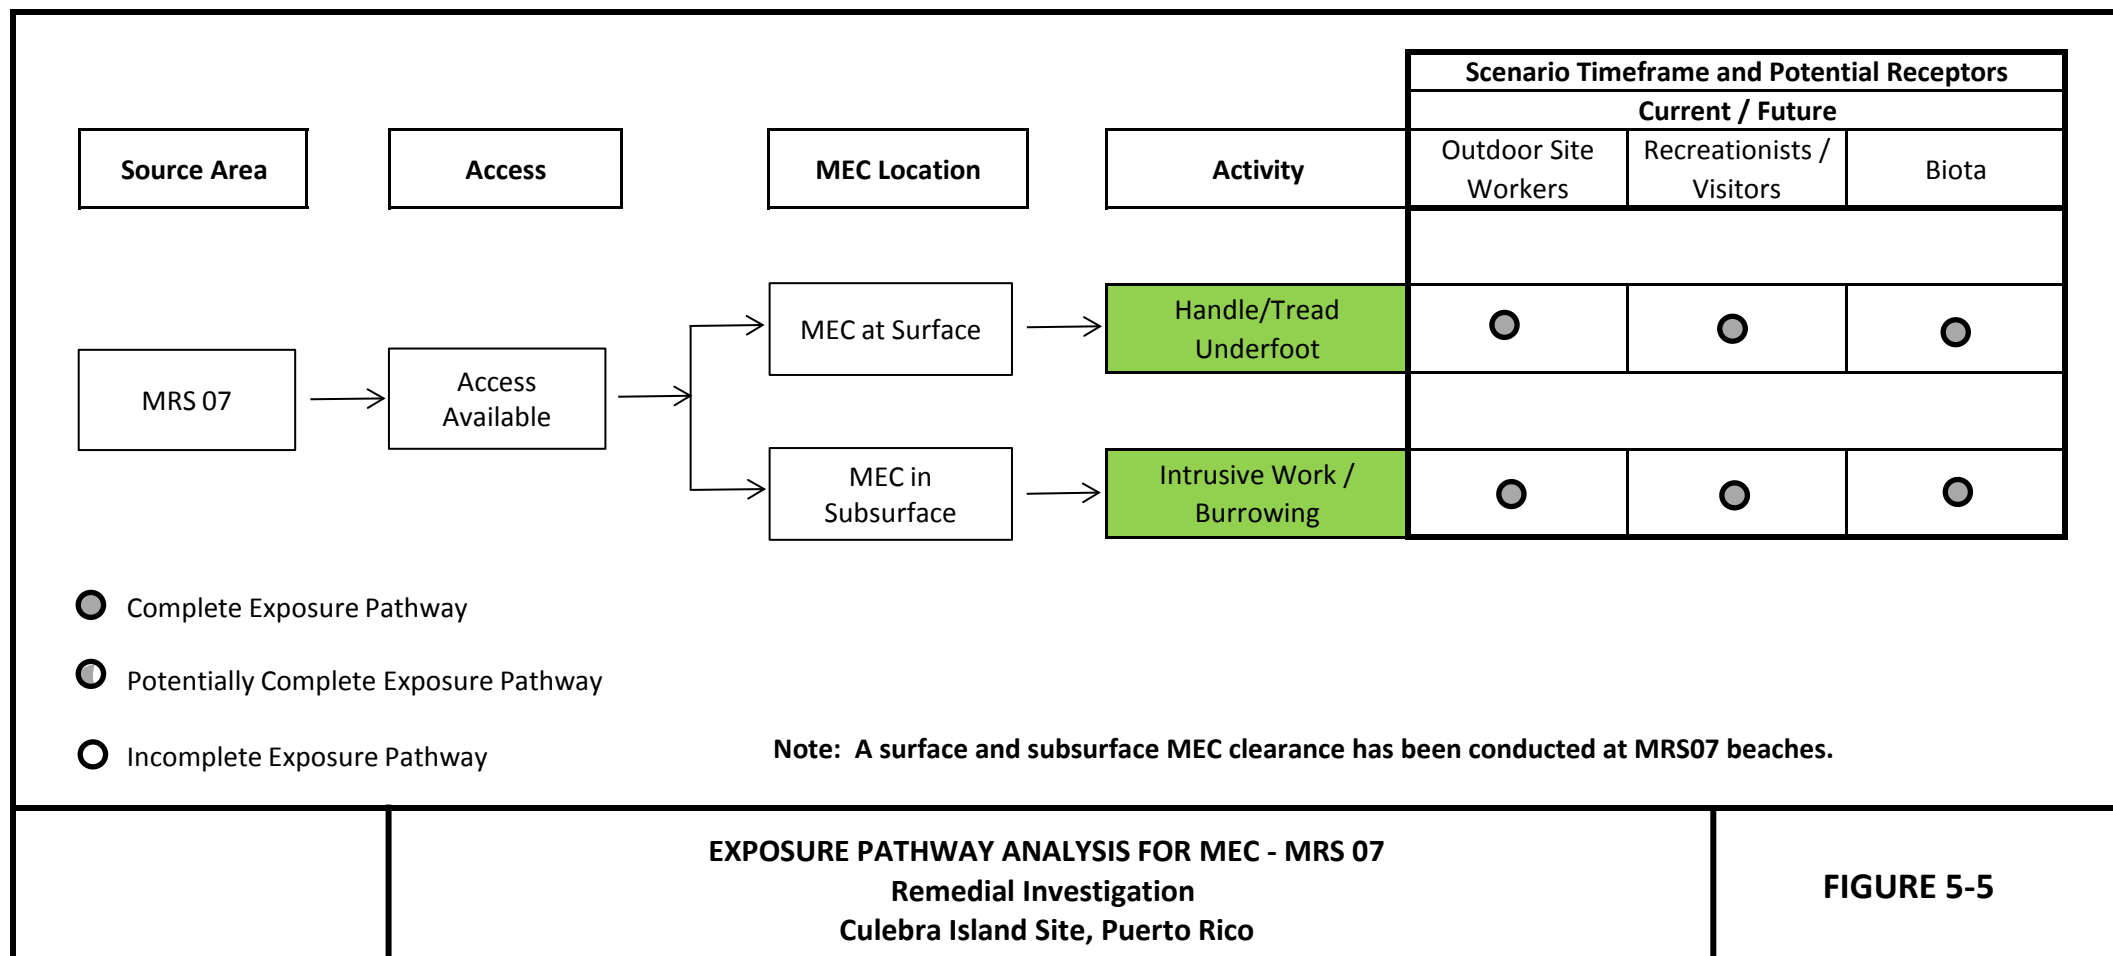 Scenario Timeframe and Potential Receptors
Current / Future
Source Area
Access
MEC Location
Activity
Outdoor Site
Workers
Recreationists /
Visitors
Biota
MRS 07
Access
Available
MEC at Surface
Handle/Tread
Underfoot
MEC in
Subsurface
Intrusive Work /
Burrowing
Complete Exposure Pathway
Potentially Complete Exposure Pathway
Incomplete Exposure Pathway
Note:  A surface and subsurface MEC clearance has been conducted at MRS07 beaches.
EXPOSURE PATHWAY ANALYSIS FOR MEC - MRS 07
Remedial Investigation
Culebra Island Site, Puerto Rico
FIGURE 5-5